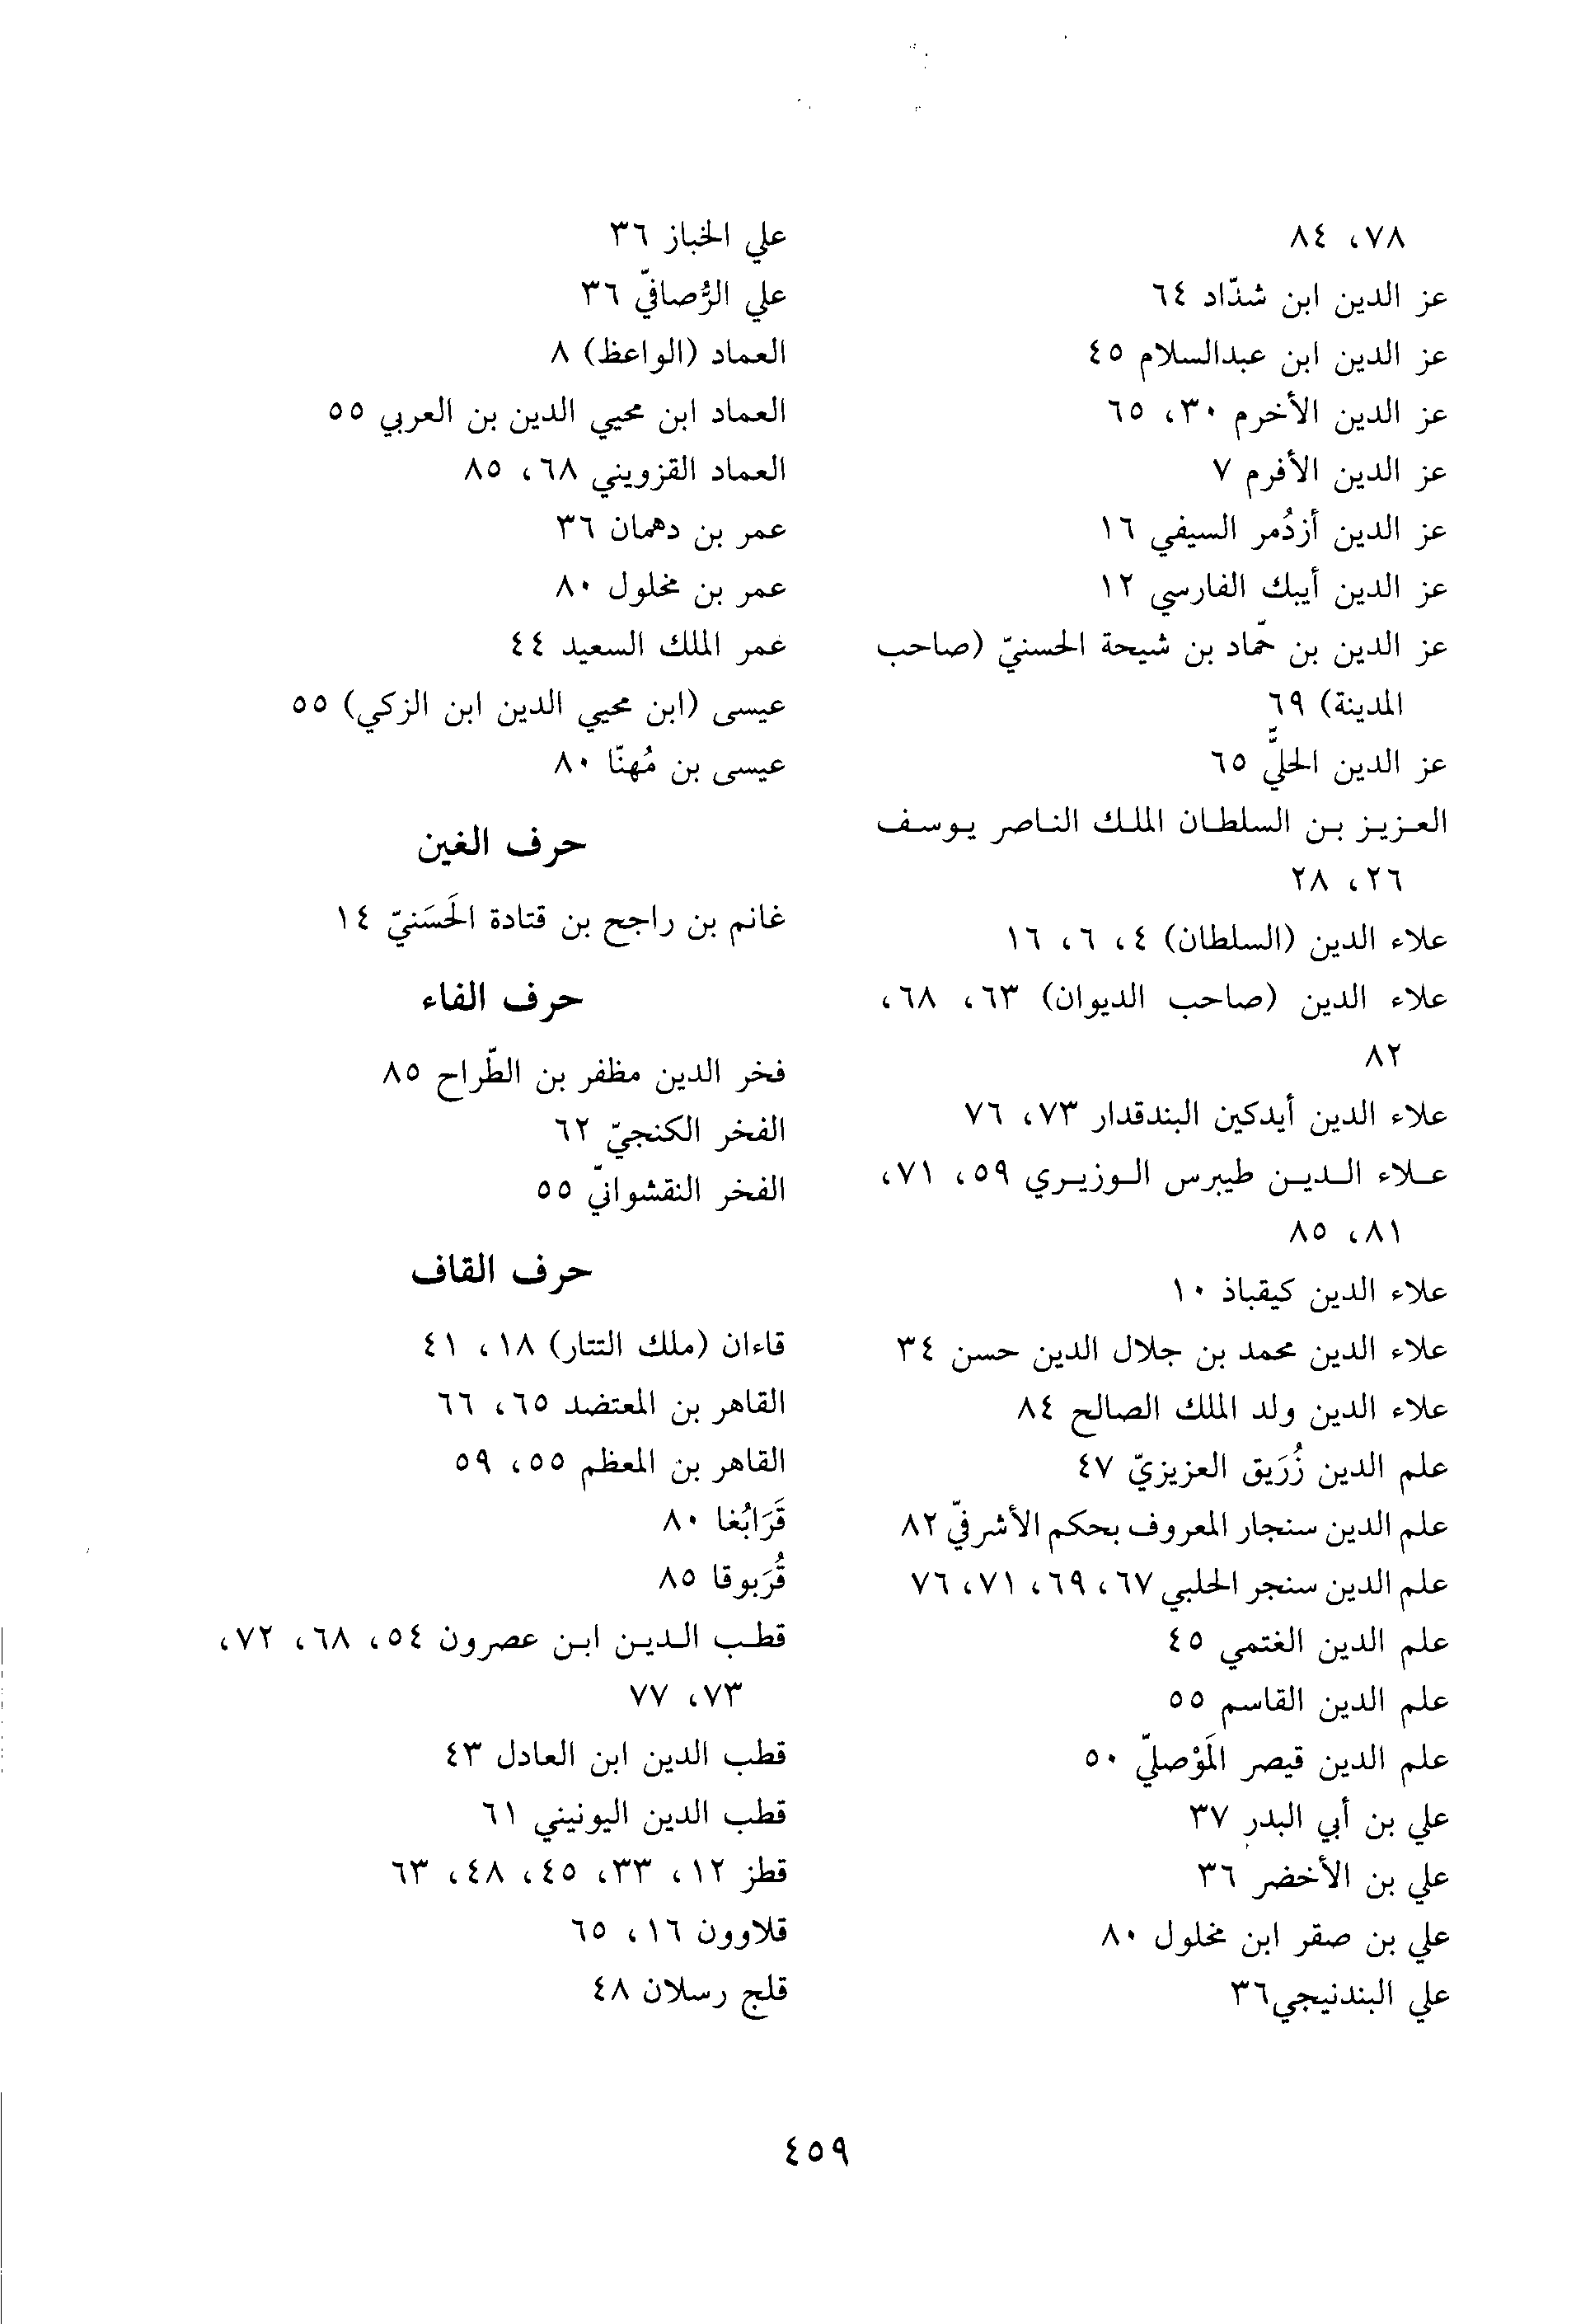 ٧٨، ٨٤
عز الدين ابن شدّاد ٦٤
عز الدين ابن عبدالسلام ٤٥
عز الدين الأخرم ٣٠، ٦٥
عز الدين الأفرم ٧
عز الدين أزدُمر السيفي ١٦
عز الدين أيبك الفارسي ١٢
عز الدين بن حمّاد بن شيحة الحسنيّ (صاحب
المدينة) ٦٩
عز الدين الحليّّ ٦٥
العزيز بن السلطان الملك الناصر يوسف
٢٦، ٢٨
علاء الدين (السلطان) ٤، ٦، ١٦
علاء الدين (صاحب الديوان) ٦٣، ٦٨،
٨٢
علاء الدين أيدكين البندقدار ٧٣، ٧٦
علاء الدين طيبرس الوزيري ٥٩، ٧١،
٨١، ٨٥
علاء الدين كيقباذ ١٠
علاء الدين محمد بن جلال الدين حسن ٣٤
علاء الدين ولد الملك الصالح ٨٤
علم الدين زُرَيق العزيزيّ ٤٧
علم الدين سنجار المعروف بحكم الأشرفيّ ٨٢
علم الدين سنجر الحلبي ٦٧، ٦٩، ٧١، ٧٦
علم الدين الغتمي ٤٥
علم الدين القاسم ٥٥
علم الدين قيصر المَوْصليّ ٥٠
علي بن أبي البدر ٣٧
علي بن الأخضر ٣٦
علي بن صقر ابن مخلول ٨٠
علي البندنيجي٣٦
علي الخباز ٣٦
علي الرُّصافيّ ٣٦
العماد (الواعظ) ٨
العماد ابن محيي الدين بن العربي ٥٥
العماد القزويني ٦٨، ٨٥
عمر بن دهمان ٣٦
عمر بن مخلول ٨٠
غمر الملك السعيد ٤٤
عيسى (ابن محيي الدين ابن الزكي) ٥٥
عيسى بن مُهنّا ٨٠
حرف الغين
غانم بن راجح بن قتادة الحَسَنيّ ١٤
حرف الفاء
فخر الدين مظفر بن الطّراح ٨٥
الفخر الكنجيّ ٦٢
الفخر النقشوانيّ ٥٥
حرف القاف
قاءان (ملك التتار) ١٨، ٤١
القاهر بن المعتضد ٦٥، ٦٦
القاهر بن المعظم ٥٥، ٥٩
قَرَابُغا ٨٠
قُرَبوقا ٨٥
قطب الدين ابن عصرون ٥٤، ٦٨، ٧٢،
٧٣، ٧٧
قطب الدين ابن العادل ٤٣
قطب الدين اليونيني ٦١
قطز ١٢، ٣٣، ٤٥، ٤٨، ٦٣
قلاوون ١٦، ٦٥
قلج رسلان ٤٨
٤٥٩